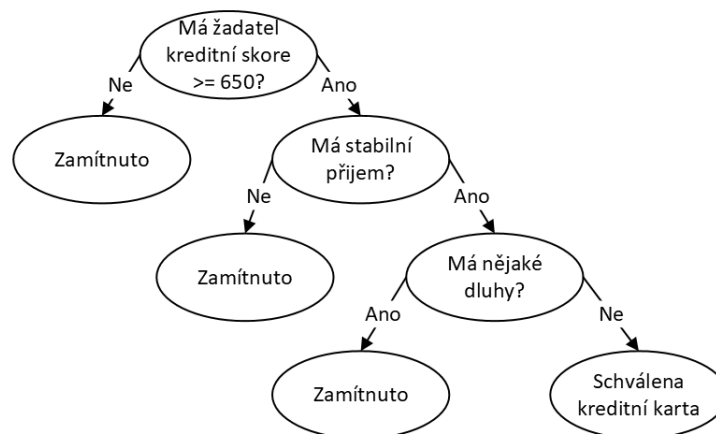 Má žadatel
kreditní skore
>= 650?
Ne
Ano
Zamítnuto
Má stabilní
přijem?
Ne
Ano
Zamítnuto
Má nějaké
dluhy?
Ano
Ne
Zamítnuto
Schválena
kreditní karta